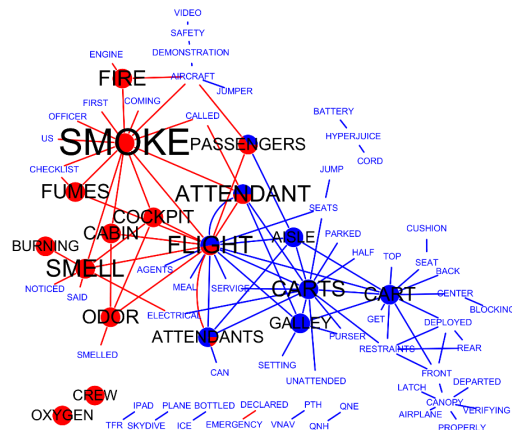 VIDEO
SAFETY
DEMONSTRATION
ENGINE
FIRE
AIRCRAFT
JUMPER
FIRST
COMING
OFFICER
CALLED
BATTERY
US
SMOKE
PASSENGERS
HYPERJUICE
CORD
CHECKLIST
JUMP
FUMES
ATTENDANT
COCKPIT
SEATS
CABIN
FLIGHT
AISLE
PARKED
CUSHION
BURNING
HALF
TOP
SMELL
AGENTS
SEAT
BACK
NOTICED
MEAL
SERVICE
CARTS
CART
CENTER
SAID
BLOCKING
ODOR
ELECTRICAL
GALLEY
GET
DEPLOYED
ATTENDANTS
PURSER
SMELLED
RESTRAINTS
REAR
SETTING
CAN
UNATTENDED
FRONT
CREW
LATCH
DEPARTED
OXYGEN
IPAD
PLANE
BOTTLED
DECLARED
PTH
QNE
CANOPY
AIRPLANE
VERIFYING
TFR
SKYDIVE
ICE
EMERGENCY
VNAV
QNH
PROPERLY